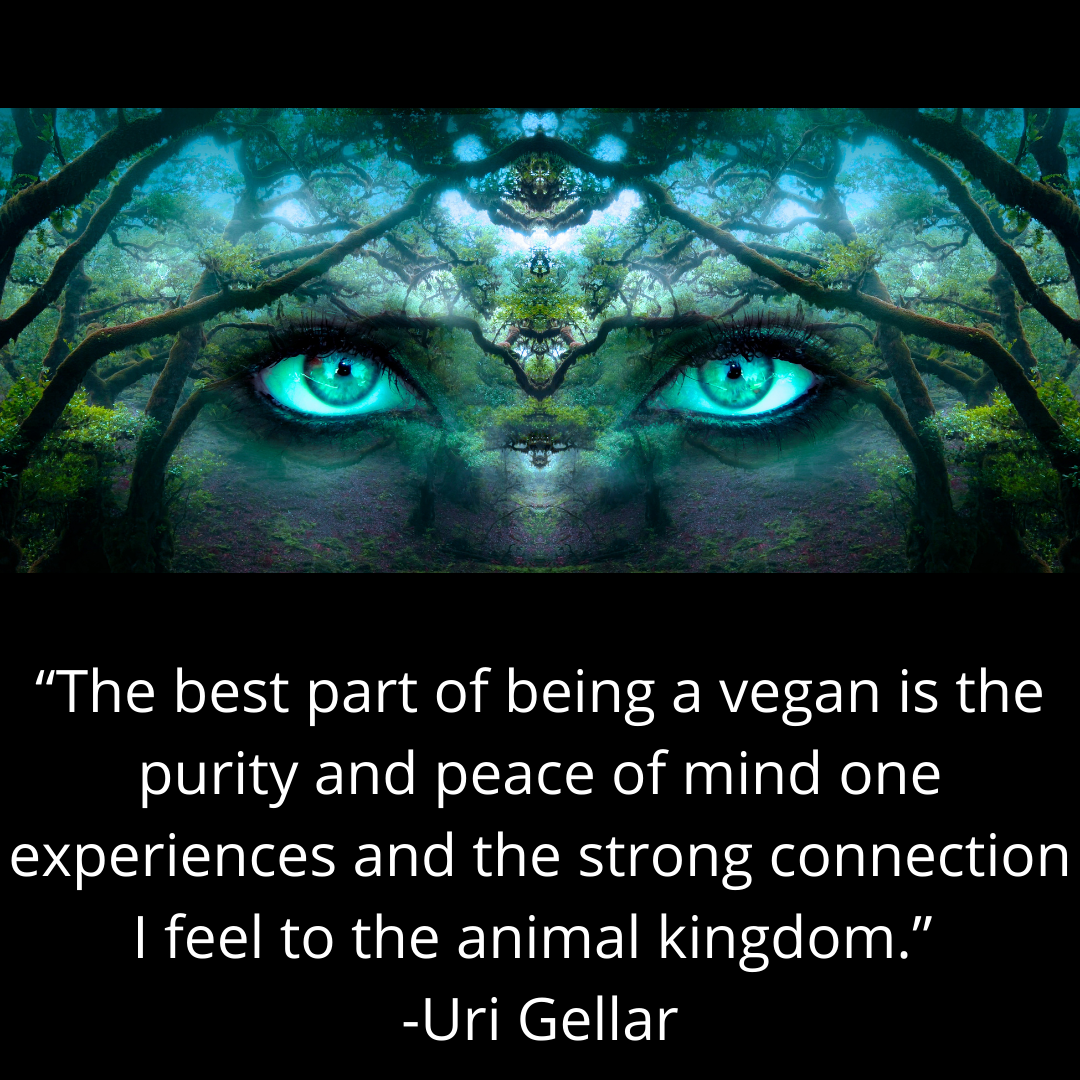 “The best part of being a vegan is the
purity and peace of mind one
experiences and the strong connection
I feel to the animal kingdom.”
-Uri Gellar